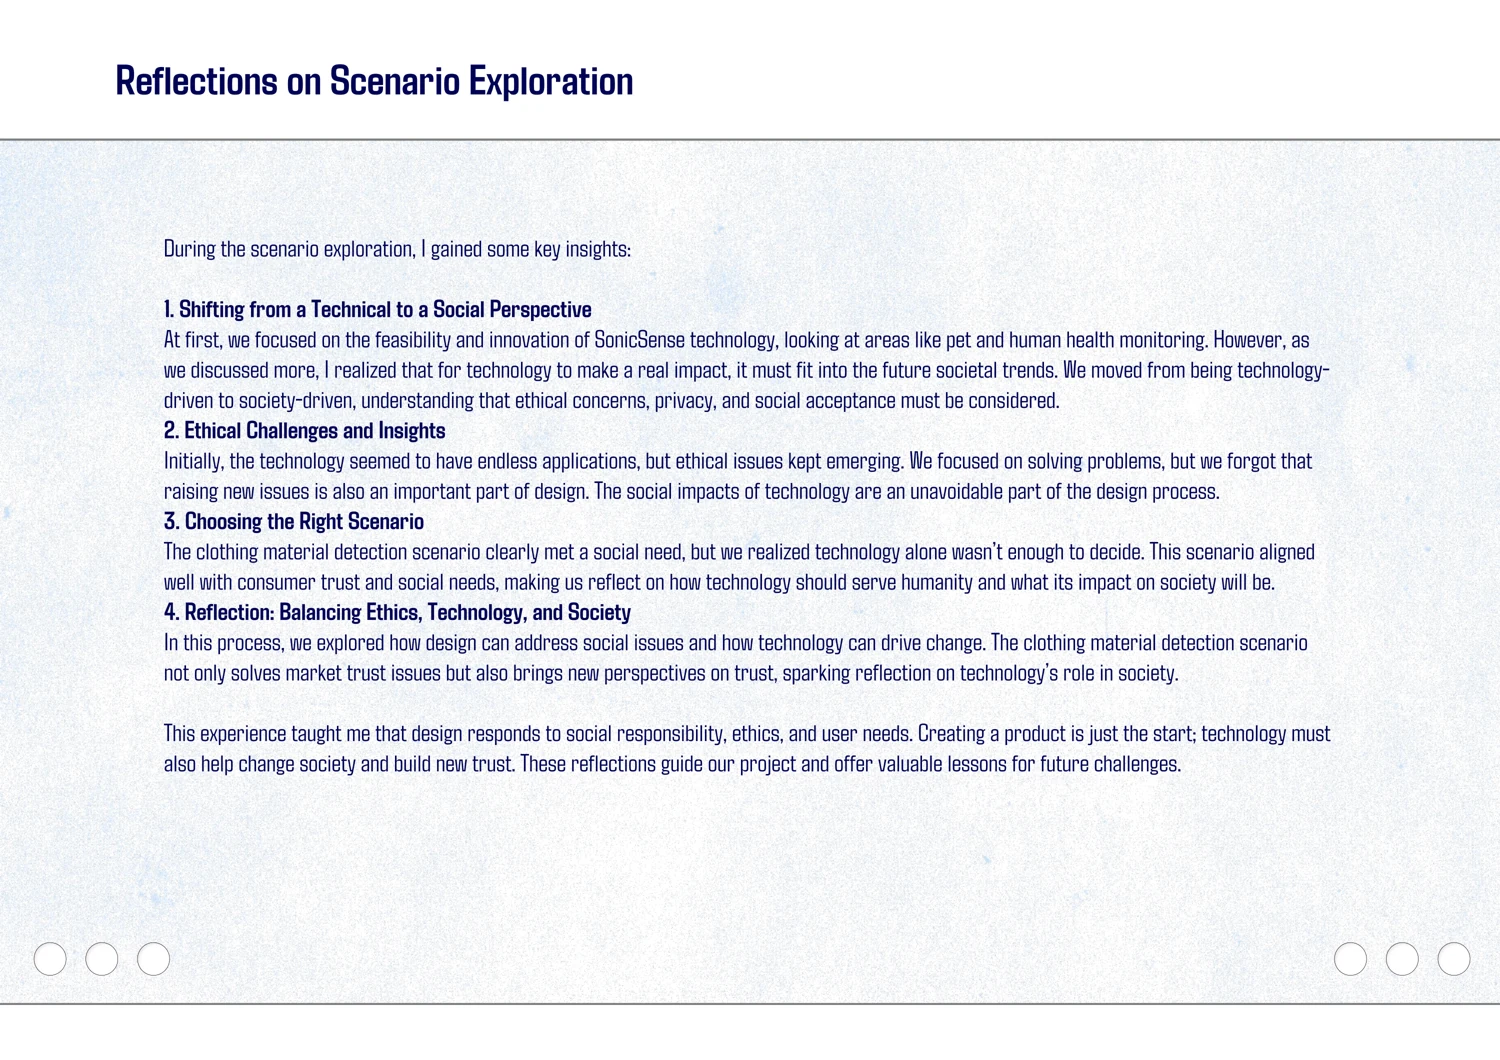 Reflections on Scenario Exploration
During the scenario exploration, I gained some key insights:
1. Shifting from a Technical to a Social Perspective
At first, we focused on the feasibility and innovation of SonicSense technology, looking at areas like pet and human health monitoring. However, as
we discussed more, I realized that for technology to make a real impact, it must fit into the future societal trends. We moved from being technology-
driven to society-driven, understanding that ethical concerns, privacy, and social acceptance must be considered.
2. Ethical Challenges and Insights
Initially, the technology seemed to have endless applications, but ethical issues kept emerging. We focused on solving problems, but we forgot that
raising new issues is also an important part of design. The social impacts of technology are an unavoidable part of the design process.
3. Choosing the Right Scenario
The clothing material detection scenario clearly met a social need, but we realized technology alone wasn't enough to decide. This scenario aligned
well with consumer trust and social needs, making us reflect on how technology should serve humanity and what its impact on society will be.
4. Reflection: Balancing Ethics, Technology, and Society
In this process, we explored how design can address social issues and how technology can drive change. The clothing material detection scenario
not only solves market trust issues but also brings new perspectives on trust, sparking reflection on technology's role in society.
This experience taught me that design responds to social responsibility, ethics, and user needs. Creating a product is just the start; technology must
also help change society and build new trust. These reflections guide our project and offer valuable lessons for future challenges.